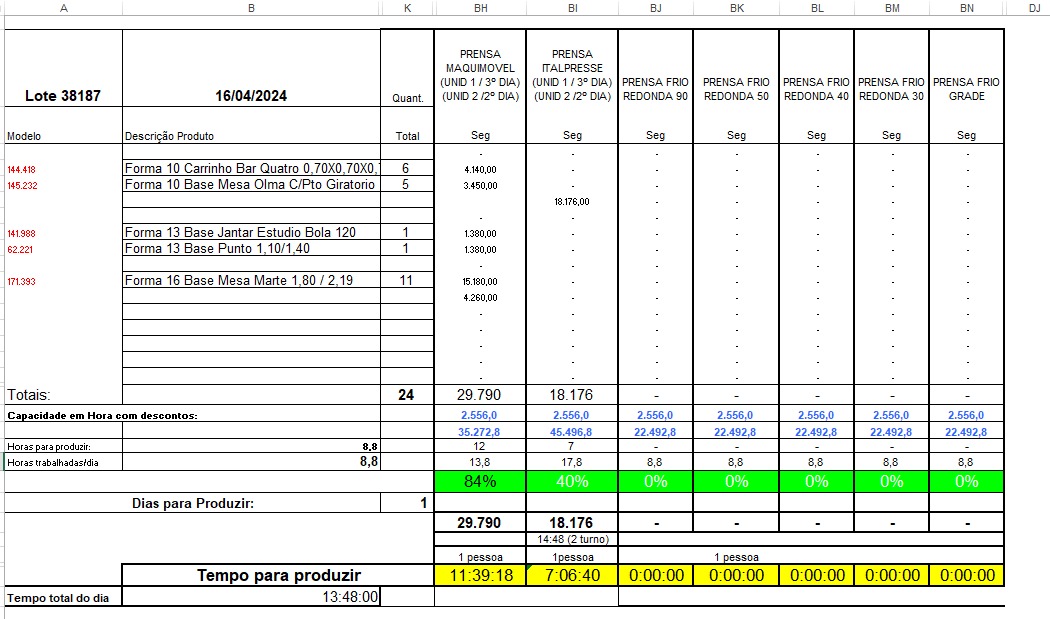 A B K BH BI BJ BK BL BM BN DJ
Lote 38187 16/04/2024 Quant. PRENSA MAQUIMOVEL (UNID 1 / 3º DIA) (UNID 2 /2º DIA) PRENSA ITALPRESSE (UNID 1 / 3º DIA) (UNID 2 /2º DIA) PRENSA FRIO REDONDA 90 PRENSA FRIO REDONDA 50 PRENSA FRIO REDONDA 40 PRENSA FRIO REDONDA 30 PRENSA FRIO GRADE
Modelo Descrição Produto Total Seg Seg Seg Seg Seg Seg Seg
- - - - - - -
144.418 Forma 10 Carrinho Bar Quatro 0,70X0,70X0, 6 4.140,00 - - - - - -
145.232 Forma 10 Base Mesa Olma C/Pto Giratorio 5 3.450,00 - - - - - -
18.176,00 - - - - -
- - - - - - -
141.988 Forma 13 Base Jantar Estudio Bola 120 1 1.380,00 - - - - - -
62.221 Forma 13 Base Punto 1,10/1,40 1 1.380,00 - - - - - -
- - - - - - -
171.393 Forma 16 Base Mesa Marte 1,80 / 2,19 11 15.180,00 - - - - - -
4.260,00 - - - - - -
- - - - - - -
- - - - - - -
- - - - - - -
- - - - - - -
- - - - - - -
Totais: 24 29.790 18.176 - - - - -
Capacidade em Hora com descontos: 2.556,0 2.556,0 2.556,0 2.556,0 2.556,0 2.556,0 2.556,0
35.272,8 45.496,8 22.492,8 22.492,8 22.492,8 22.492,8 22.492,8
Horas para produzir: 8,8 12 7 - - - - -
Horas trabalhadas/dia 8,8 13,8 17,8 8,8 8,8 8,8 8,8 8,8
84% 40% 0% 0% 0% 0% 0%
Dias para Produzir: 1
29.790 18.176 - - - - -
14:48 (2 turno)
1 pessoa 1pessoa 1 pessoa
Tempo para produzir 11:39:18 7:06:40 0:00:00 0:00:00 0:00:00 0:00:00 0:00:00
Tempo total do dia 13:48:00